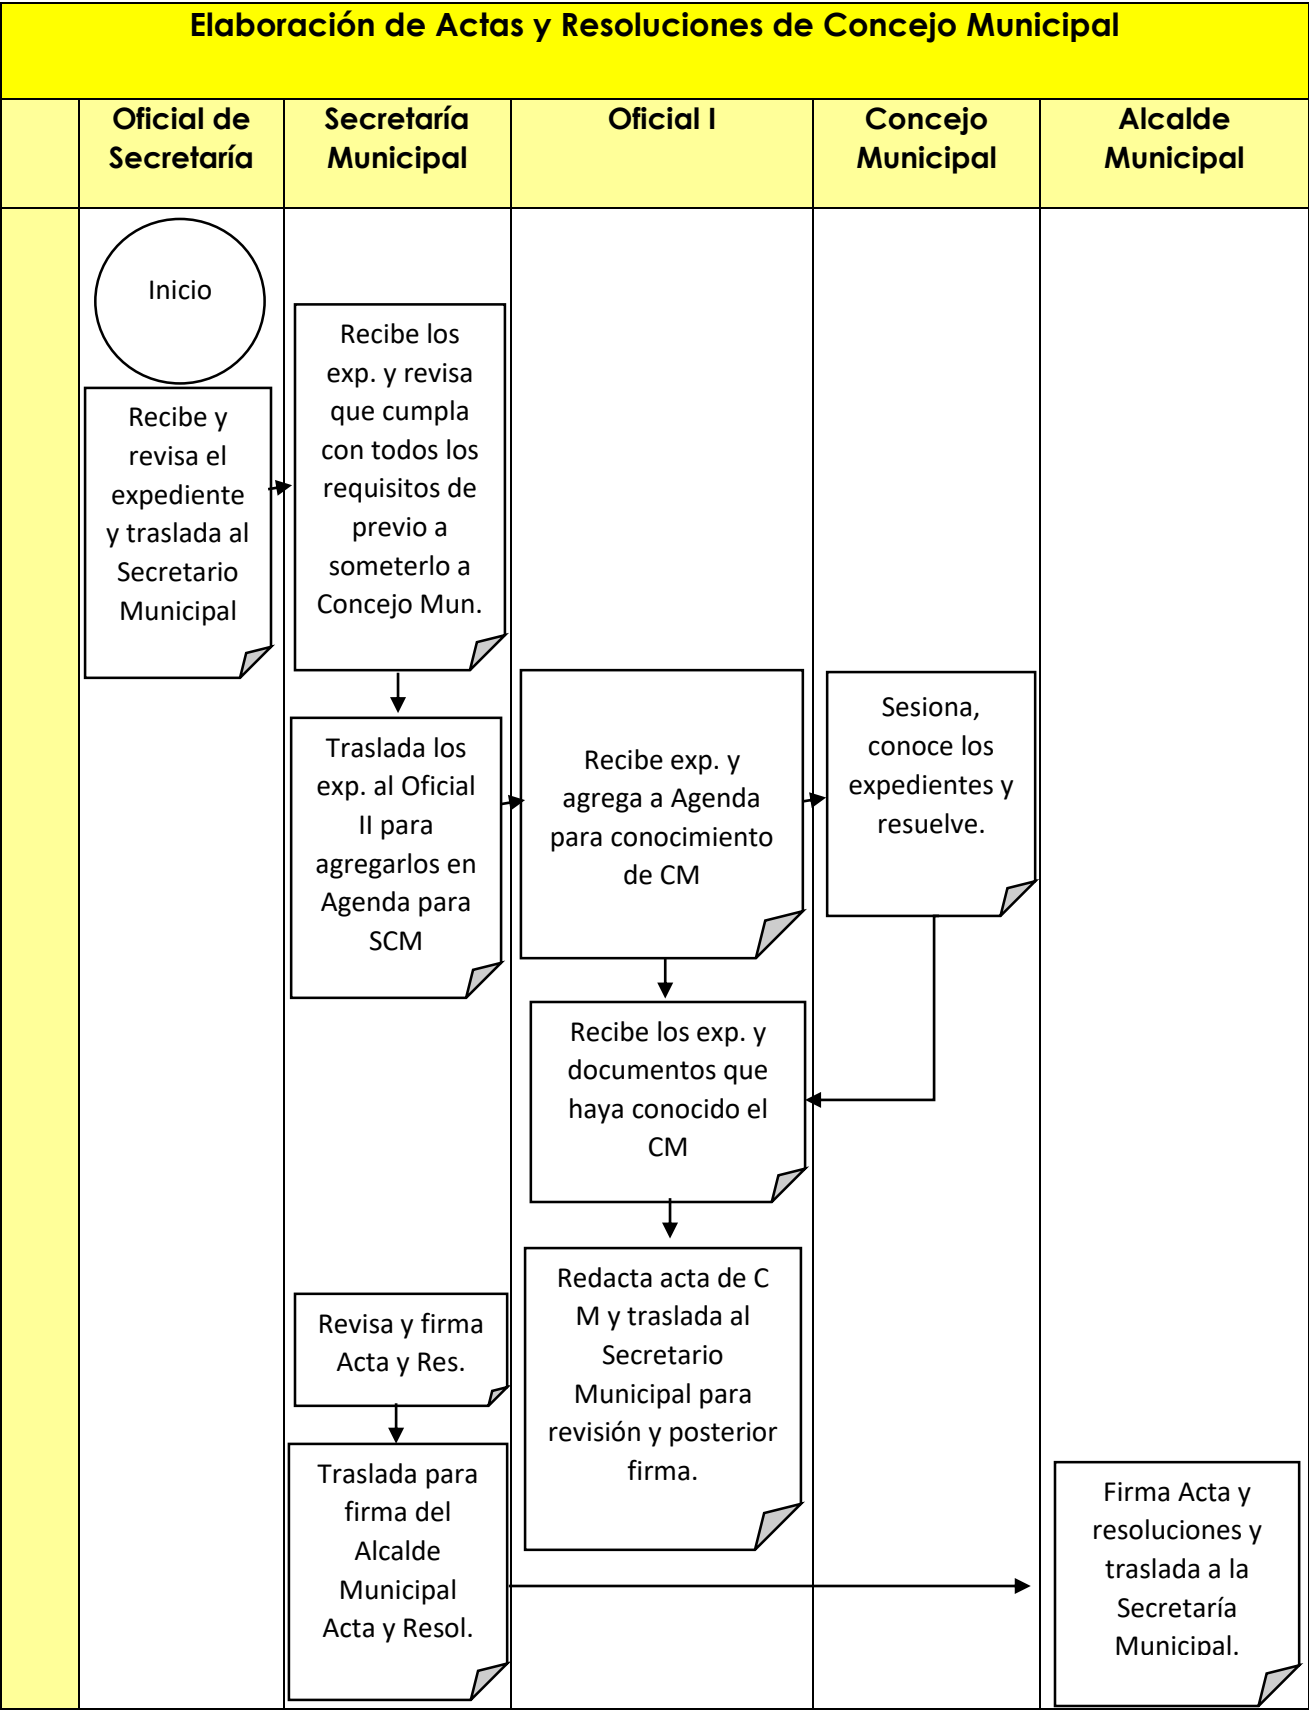 Elaboración de Actas y Resoluciones de Concejo Municipal
Oficial de
Secretaría
Secretaría
Municipal
Oficial I
Concejo
Municipal
Alcalde
Municipal
Inicio
Recibe y
revisa el
expediente
y traslada al
Secretario
Municipal
Recibe los
exp. y revisa
que cumpla
con todos los
requisitos de
previo a
someterlo a
Concejo Mun.
Traslada los
exp. al Oficial
II para
agregarlos en
Agenda para
SCM
Recibe exp. y
agrega a Agenda
para conocimiento
de CM
Sesiona,
conoce los
expedientes y
resuelve.
Recibe los exp. y
documentos que
haya conocido el
CM
Redacta acta de C
M y traslada al
Secretario
Municipal para
revisión y posterior
firma.
Revisa y firma
Acta y Res.
Traslada para
firma del
Alcalde
Municipal
Acta y Resol.
Firma Acta y
resoluciones y
traslada a la
Secretaría
Municipal.